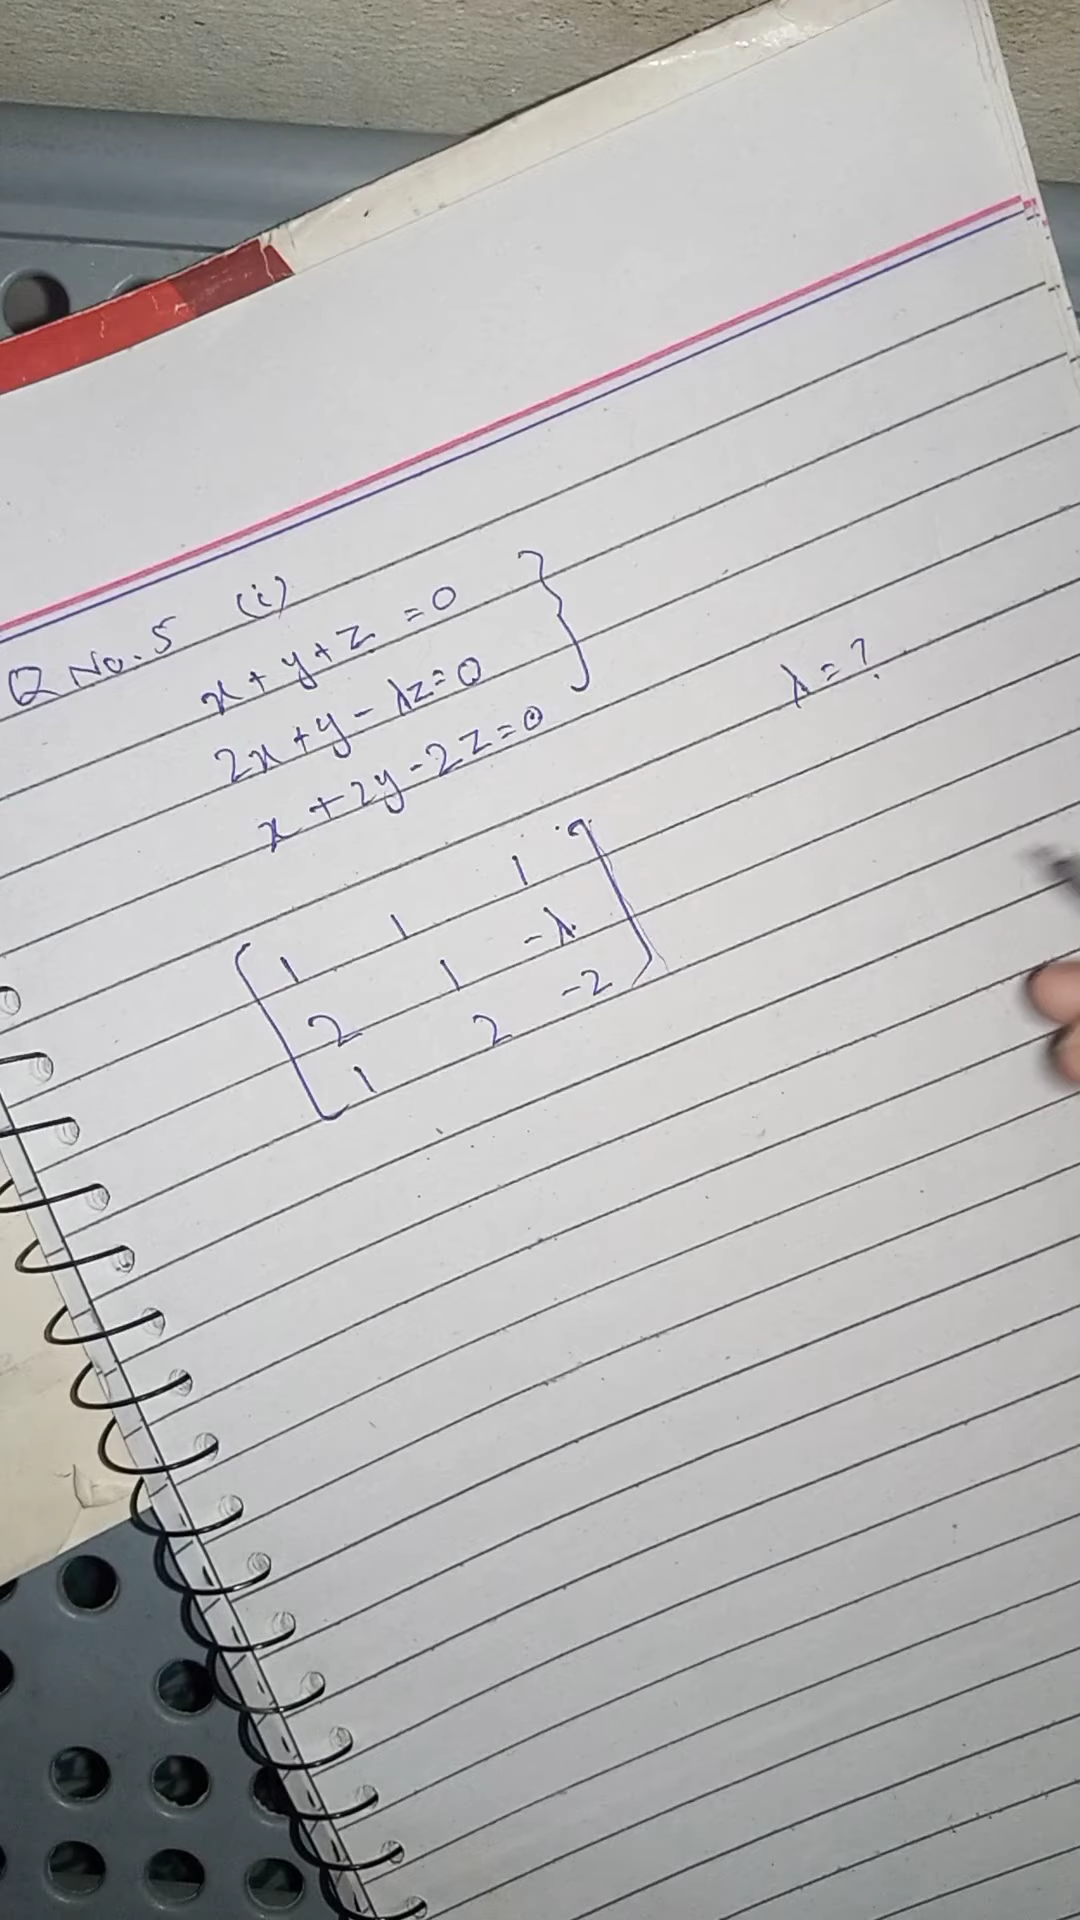 Q No. 5 (i)
x + y + z = 0
2x + y - λz = 0
x + 2y - 2z = 0
λ = ?
1 1 1
2 1 -λ
1 2 -2